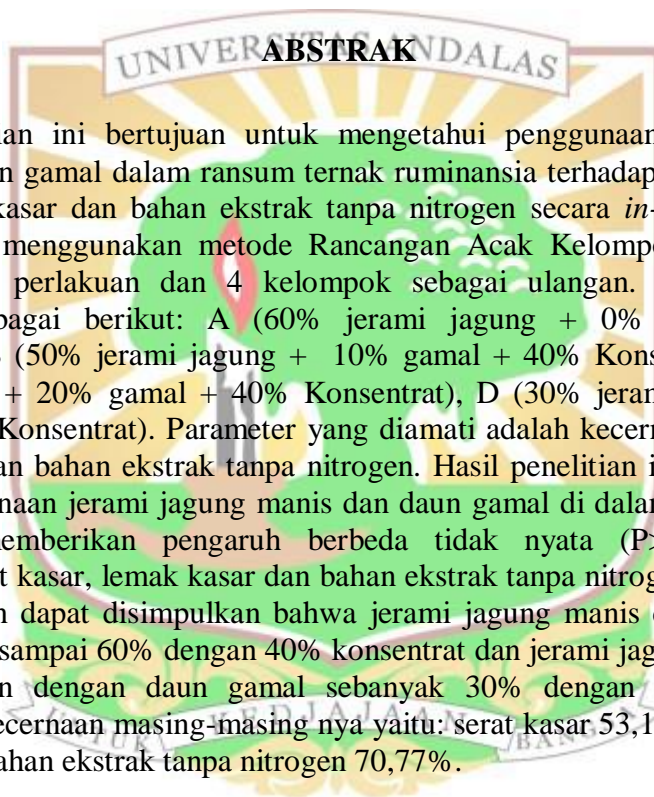 UNIVERSITAS ANDALAS
ABSTRAK
an ini bertujuan untuk mengetahui penggunaan
n gamal dalam ransum ternak ruminansia terhadap
kasar dan bahan ekstrak tanpa nitrogen secara in-
menggunakan metode Rancangan Acak Kelompo
perlakuan dan 4 kelompok sebagai ulangan.
bagai berikut: A (60% jerami jagung + 0%
(50% jerami jagung + 10% gamal + 40% Kons
+ 20% gamal + 40% Konsentrat), D (30% jeram
Konsentrat). Parameter yang diamati adalah kecern
an bahan ekstrak tanpa nitrogen. Hasil penelitian i
naan jerami jagung manis dan daun gamal di dalam
memberikan pengaruh berbeda tidak nyata (P>
t kasar, lemak kasar dan bahan ekstrak tanpa nitrog
n dapat disimpulkan bahwa jerami jagung manis
sampai 60% dengan 40% konsentrat dan jerami jag
n dengan daun gamal sebanyak 30% dengan
ecernaan masing-masing nya yaitu: serat kasar 53,1
ahan ekstrak tanpa nitrogen 70,77%.
UNTUK KEDJAJAAN BANGSA